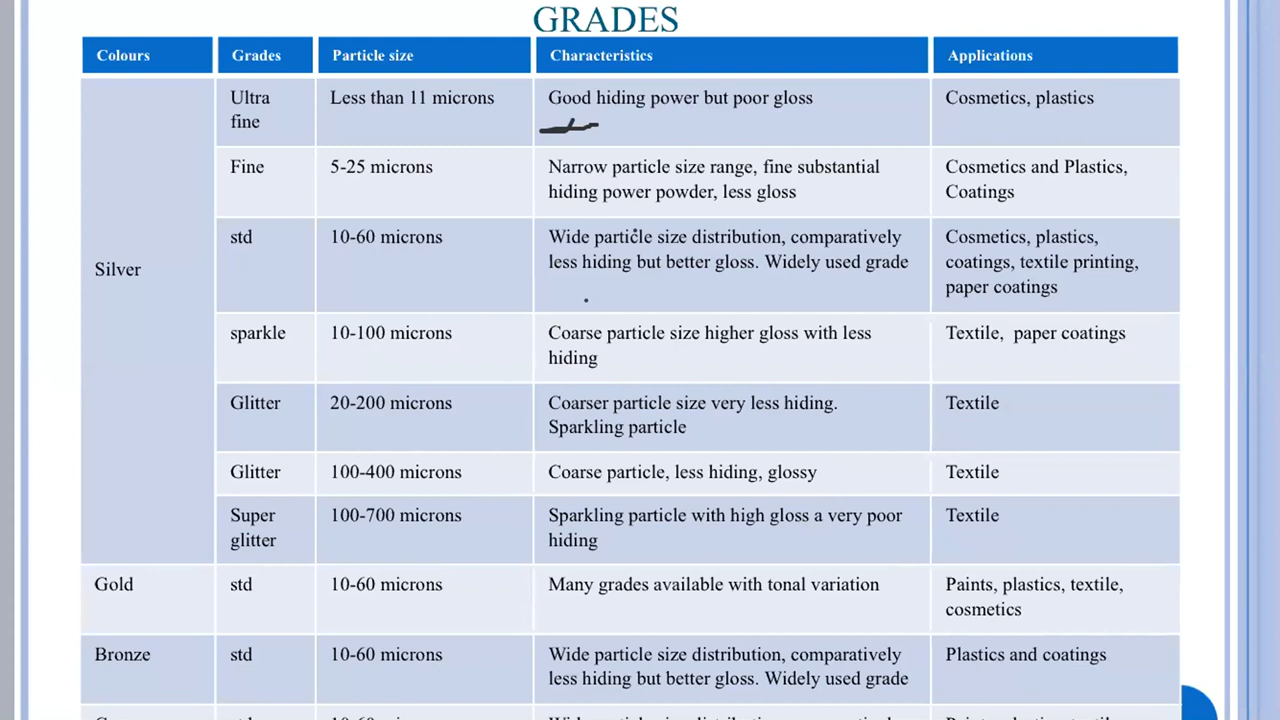 GRADES
Colours Grades Particle size Characteristics Applications
Silver
Ultra
fine
Less than 11 microns
Good hiding power but poor gloss
Cosmetics, plastics
Fine
5-25 microns
Narrow particle size range, fine substantial
hiding power powder, less gloss
Cosmetics and Plastics,
Coatings
std
10-60 microns
Wide particle size distribution, comparatively
less hiding but better gloss. Widely used grade
Cosmetics, plastics,
coatings, textile printing,
paper coatings
sparkle
10-100 microns
Coarse particle size higher gloss with less
hiding
Textile, paper coatings
Glitter
20-200 microns
Coarser particle size very less hiding.
Sparkling particle
Textile
Glitter
100-400 microns
Coarse particle, less hiding, glossy
Textile
Super
glitter
100-700 microns
Sparkling particle with high gloss a very poor
hiding
Textile
Gold
std
10-60 microns
Many grades available with tonal variation
Paints, plastics, textile,
cosmetics
Bronze
std
10-60 microns
Wide particle size distribution, comparatively
less hiding but better gloss. Widely used grade
Plastics and coatings